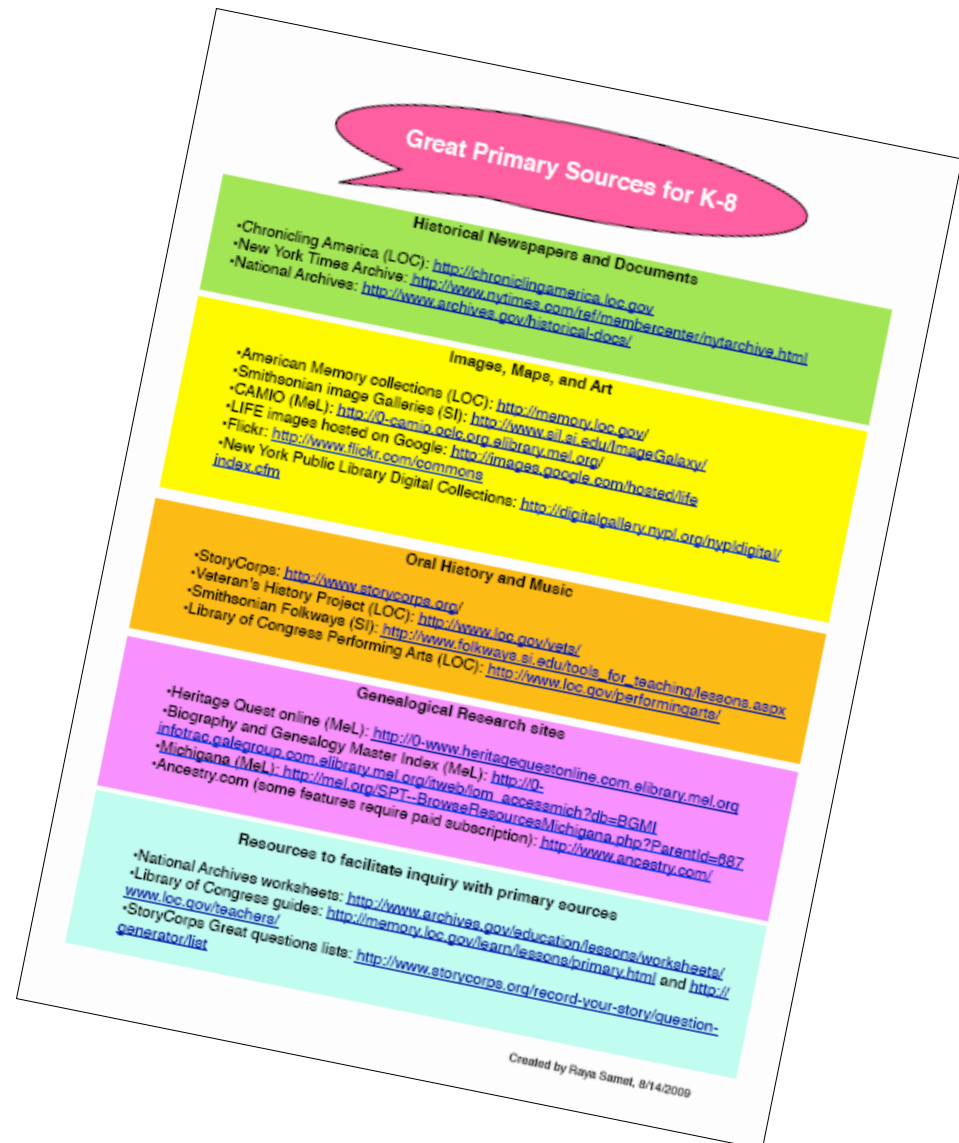 Great Primary Sources for K-8
Historical Newspapers and Documents
•Chronicling America (LOC): http://chroniclingamerica.loc.gov
•New York Times Archive: http://www.nytimes.com/ref/membercenter/nytarchive.html
•National Archives: http://www.archives.gov/historical-docs/
Images, Maps, and Art
•American Memory collections (LOC): http://memory.loc.gov/
•Smithsonian image Galleries (SI): http://www.sil.si.edu/ImageGalaxy/
•CAMIO (MeL): http://0-camio.oclc.org.elibrary.mel.org/
•LIFE images hosted on Google: http://images.google.com/hosted/life
•Flickr: http://www.flickr.com/commons
•New York Public Library Digital Collections: http://digitalgallery.nypl.org/nypldigital/
index.cfm
Oral History and Music
•StoryCorps: http://www.storycorps.org/
•Veteran's History Project (LOC): http://www.loc.gov/vets/
•Smithsonian Folkways (SI): http://www.folkways.si.edu/tools_for_teaching/lessons.aspx
•Library of Congress Performing Arts (LOC): http://www.loc.gov/performingarts/
Genealogical Research sites
•Heritage Quest online (MeL): http://0-www.heritagequestonline.com.elibrary.mel.org
•Biography and Genealogy Master Index (MeL): http://0-
infotrac.galegroup.com.elibrary.mel.org/itweb/lom_accessmich?db=BGMI
•Michigana (MeL): http://mel.org/SPT--BrowseResourcesMichigana.php?ParentId=687
•Ancestry.com (some features require paid subscription): http://www.ancestry.com/
Resources to facilitate inquiry with primary sources
•National Archives worksheets: http://www.archives.gov/education/lessons/worksheets/
•Library of Congress guides: http://memory.loc.gov/learn/lessons/primary.html and http://
www.loc.gov/teachers/
•StoryCorps Great questions lists: http://www.storycorps.org/record-your-story/question-
generator/list
Created by Raya Samet, 8/14/2009